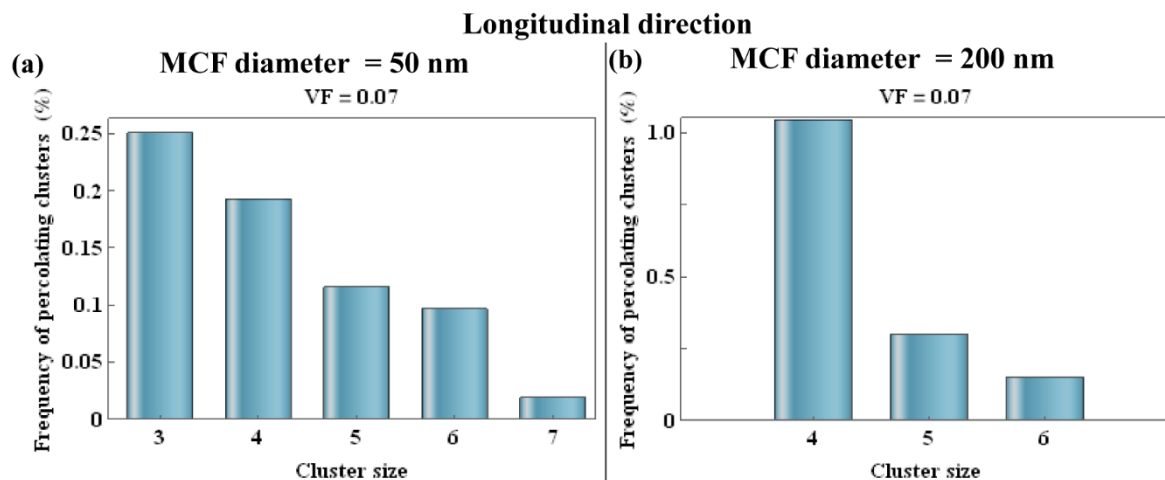 Longitudinal direction
(a)
MCF diameter = 50 nm
VF = 0.07
Frequency of percolating clusters (%)
0.25
0.2
0.15
0.1
0.05
0
3 4 5 6 7
Cluster size
(b)
MCF diameter = 200 nm
VF = 0.07
Frequency of percolating clusters (%)
1.0
0.5
0
4 5 6
Cluster size